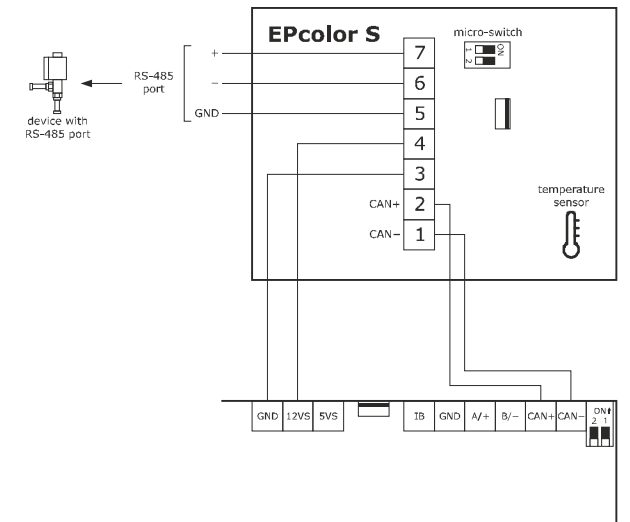 EPcolor S
micro-switch
ON
1
2
+
7
RS-485
port
−
6
device with
RS-485 port
GND
5
4
3
temperature
sensor
CAN+
2
CAN−
1
GND
12VS
5VS
IB
GND
A/+
B/−
CAN+
CAN−
ON
2 1